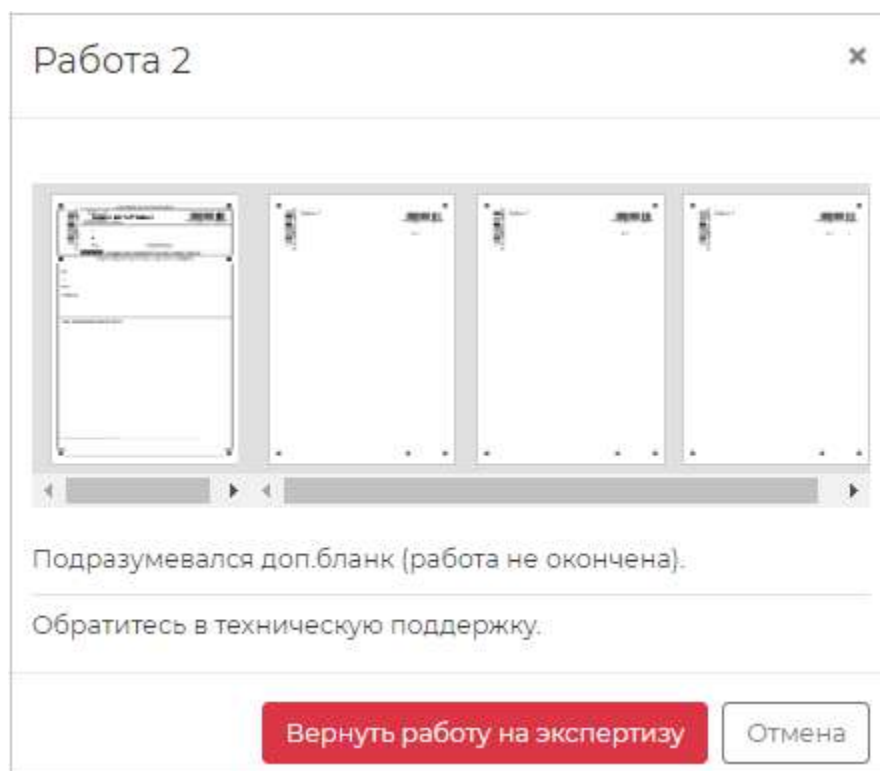 Работа 2
Подразумевался доп.бланк (работа не окончена).
Обратитесь в техническую поддержку.
Вернуть работу на экспертизу
Отмена